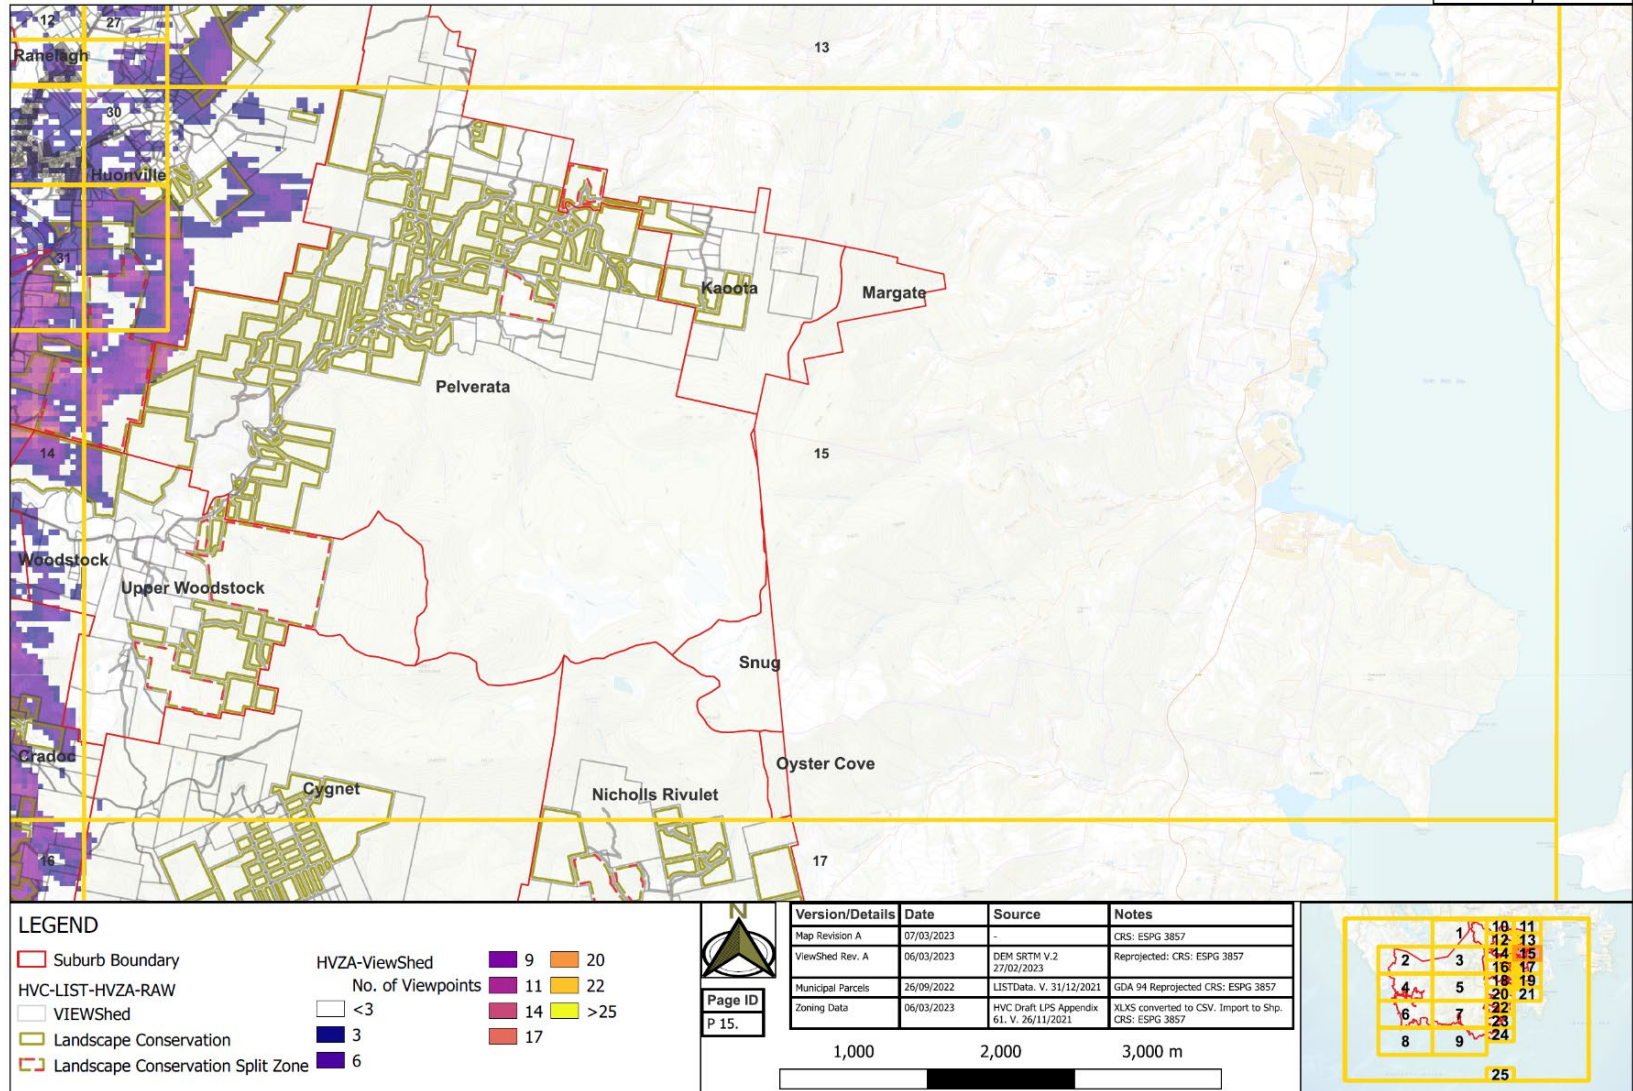 12
27
13
Ranelagh
30
Huonville
31
Kaoota
Margate
Pelverata
14
15
Woodstock
Upper Woodstock
Snug
Cradoc
Oyster Cove
Cygnet
Nicholls Rivulet
16
17
LEGEND
Suburb Boundary
HVC-LIST-HVZA-RAW
VIEWShed
Landscape Conservation
Landscape Conservation Split Zone
HVZA-ViewShed
No. of Viewpoints
<3
3
6
9
11
14
17
20
22
>25
N
Page ID
P 15.
Version/Details Date Source Notes
Map Revision A 07/03/2023 - CRS: ESPG 3857
ViewShed Rev. A 06/03/2023 DEM SRTM V.2 27/02/2023 Reprojected: CRS: ESPG 3857
Municipal Parcels 26/09/2022 LISTData. V. 31/12/2021 GDA 94 Reprojected CRS: ESPG 3857
Zoning Data 06/03/2023 HVC Draft LPS Appendix 61. V. 26/11/2021 XLXS converted to CSV. Import to Shp. CRS: ESPG 3857
1,000 2,000 3,000 m
10 11
1 12 13
14 15
2 3
16 17
18 19
4 5
20 21
22
6 7
23
24
8 9
25